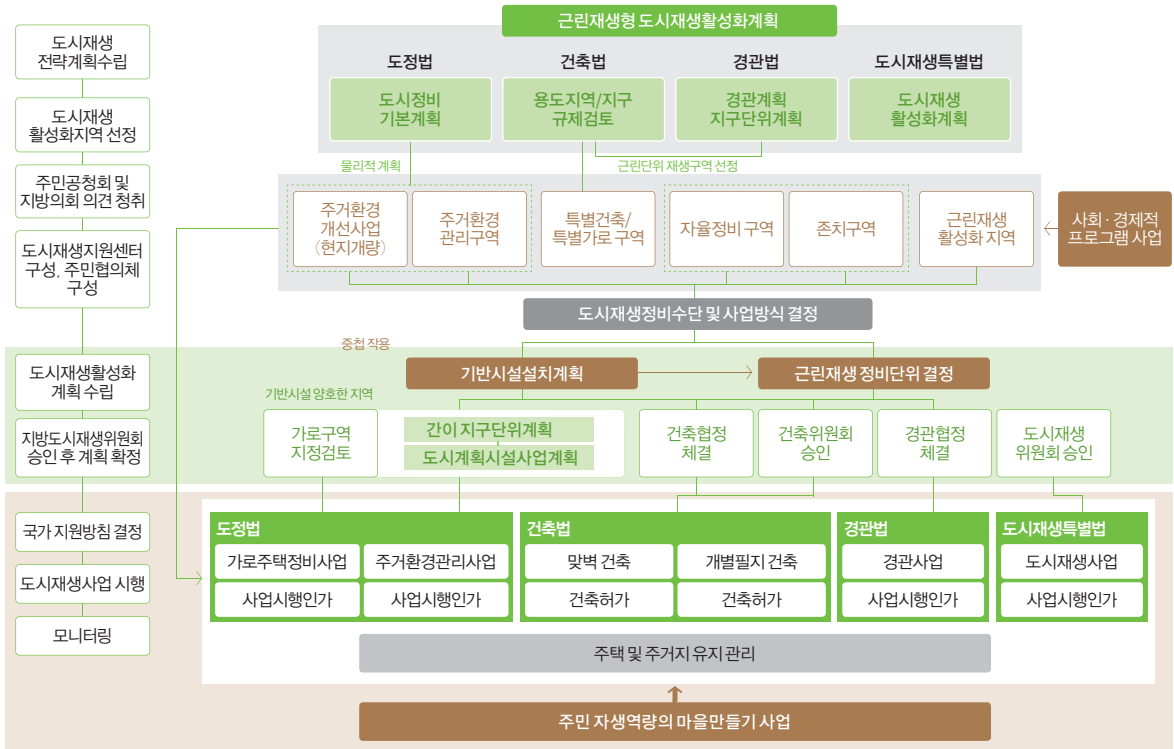 도시재생
전략계획수립
도시재생
활성화지역 선정
주민공청회 및
지방의회 의견 청취
도시재생지원센터
구성, 주민협의체
구성
도시재생활성화
계획 수립
지방도시재생위원회
승인 후 계획 확정
국가 지원방침 결정
도시재생사업 시행
모니터링
근린재생형 도시재생활성화계획
도정법
건축법
경관법
도시재생특별법
도시정비
기본계획
용도지역/지구
규제검토
경관계획
지구단위계획
도시재생
활성화계획
물리적 계획
근린단위 재생구역 선정
주거환경
개선사업
(현지개량)
주거환경
관리구역
특별건축/
특별가로 구역
자율정비 구역
존치구역
근린재생
활성화 지역
사회·경제적
프로그램 사업
도시재생정비수단 및 사업방식 결정
중첩 작용
기반시설설치계획
근린재생 정비단위 결정
기반시설 양호한 지역
가로구역
지정검토
간이 지구단위계획
도시계획시설사업계획
건축협정
체결
건축위원회
승인
경관협정
체결
도시재생
위원회 승인
도정법
가로주택정비사업
주거환경관리사업
사업시행인가
사업시행인가
건축법
맞벽 건축
개별필지 건축
건축허가
건축허가
경관법
경관사업
사업시행인가
도시재생특별법
도시재생사업
사업시행인가
주택 및 주거지 유지 관리
주민 자생역량의 마을만들기 사업